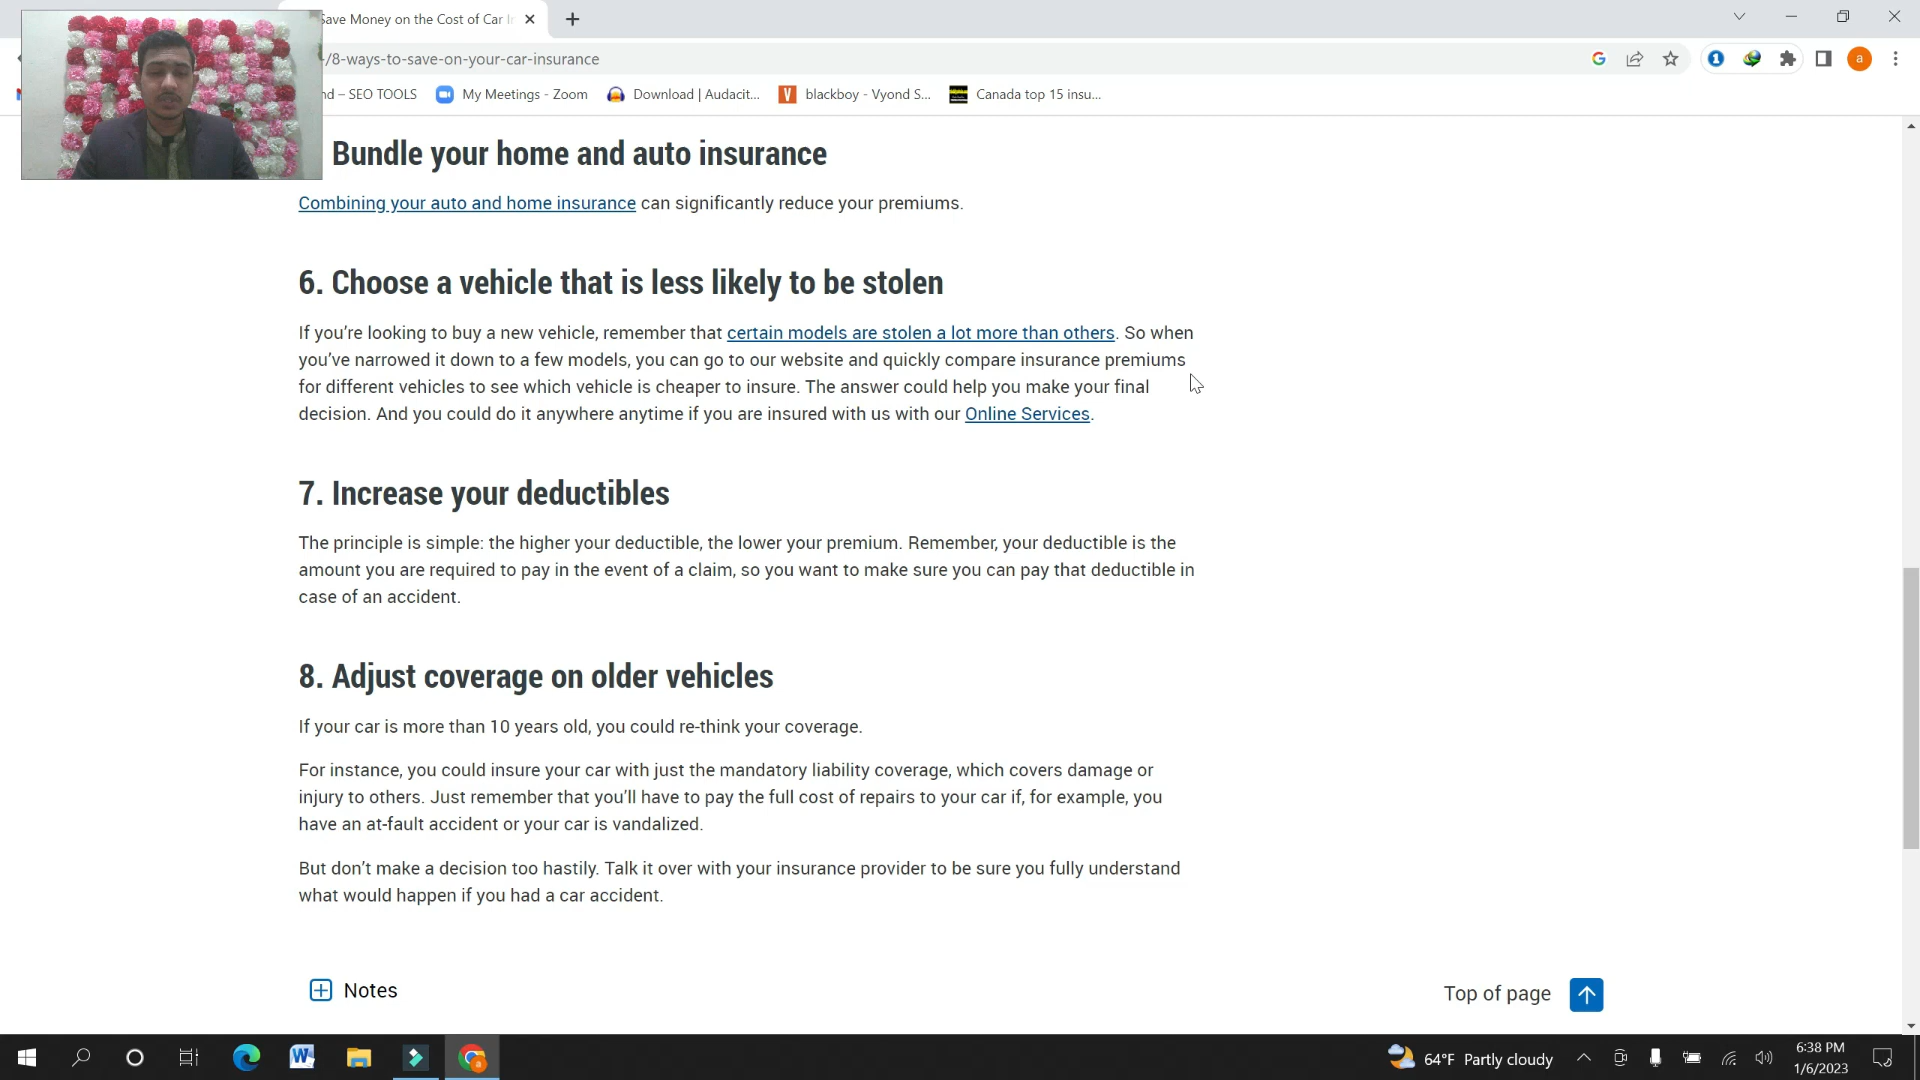 Save Money on the Cost of Car I
/8-ways-to-save-on-your-car-insurance
nd – SEO TOOLS
My Meetings - Zoom
Download | Audacit...
blackboy - Vyond S...
Canada top 15 insu...
Bundle your home and auto insurance
Combining your auto and home insurance can significantly reduce your premiums.
6. Choose a vehicle that is less likely to be stolen
If you’re looking to buy a new vehicle, remember that certain models are stolen a lot more than others. So when
you’ve narrowed it down to a few models, you can go to our website and quickly compare insurance premiums
for different vehicles to see which vehicle is cheaper to insure. The answer could help you make your final
decision. And you could do it anywhere anytime if you are insured with us with our Online Services.
7. Increase your deductibles
The principle is simple: the higher your deductible, the lower your premium. Remember, your deductible is the
amount you are required to pay in the event of a claim, so you want to make sure you can pay that deductible in
case of an accident.
8. Adjust coverage on older vehicles
If your car is more than 10 years old, you could re-think your coverage.
For instance, you could insure your car with just the mandatory liability coverage, which covers damage or
injury to others. Just remember that you’ll have to pay the full cost of repairs to your car if, for example, you
have an at-fault accident or your car is vandalized.
But don’t make a decision too hastily. Talk it over with your insurance provider to be sure you fully understand
what would happen if you had a car accident.
Notes
Top of page
64°F Partly cloudy
6:38 PM
1/6/2023